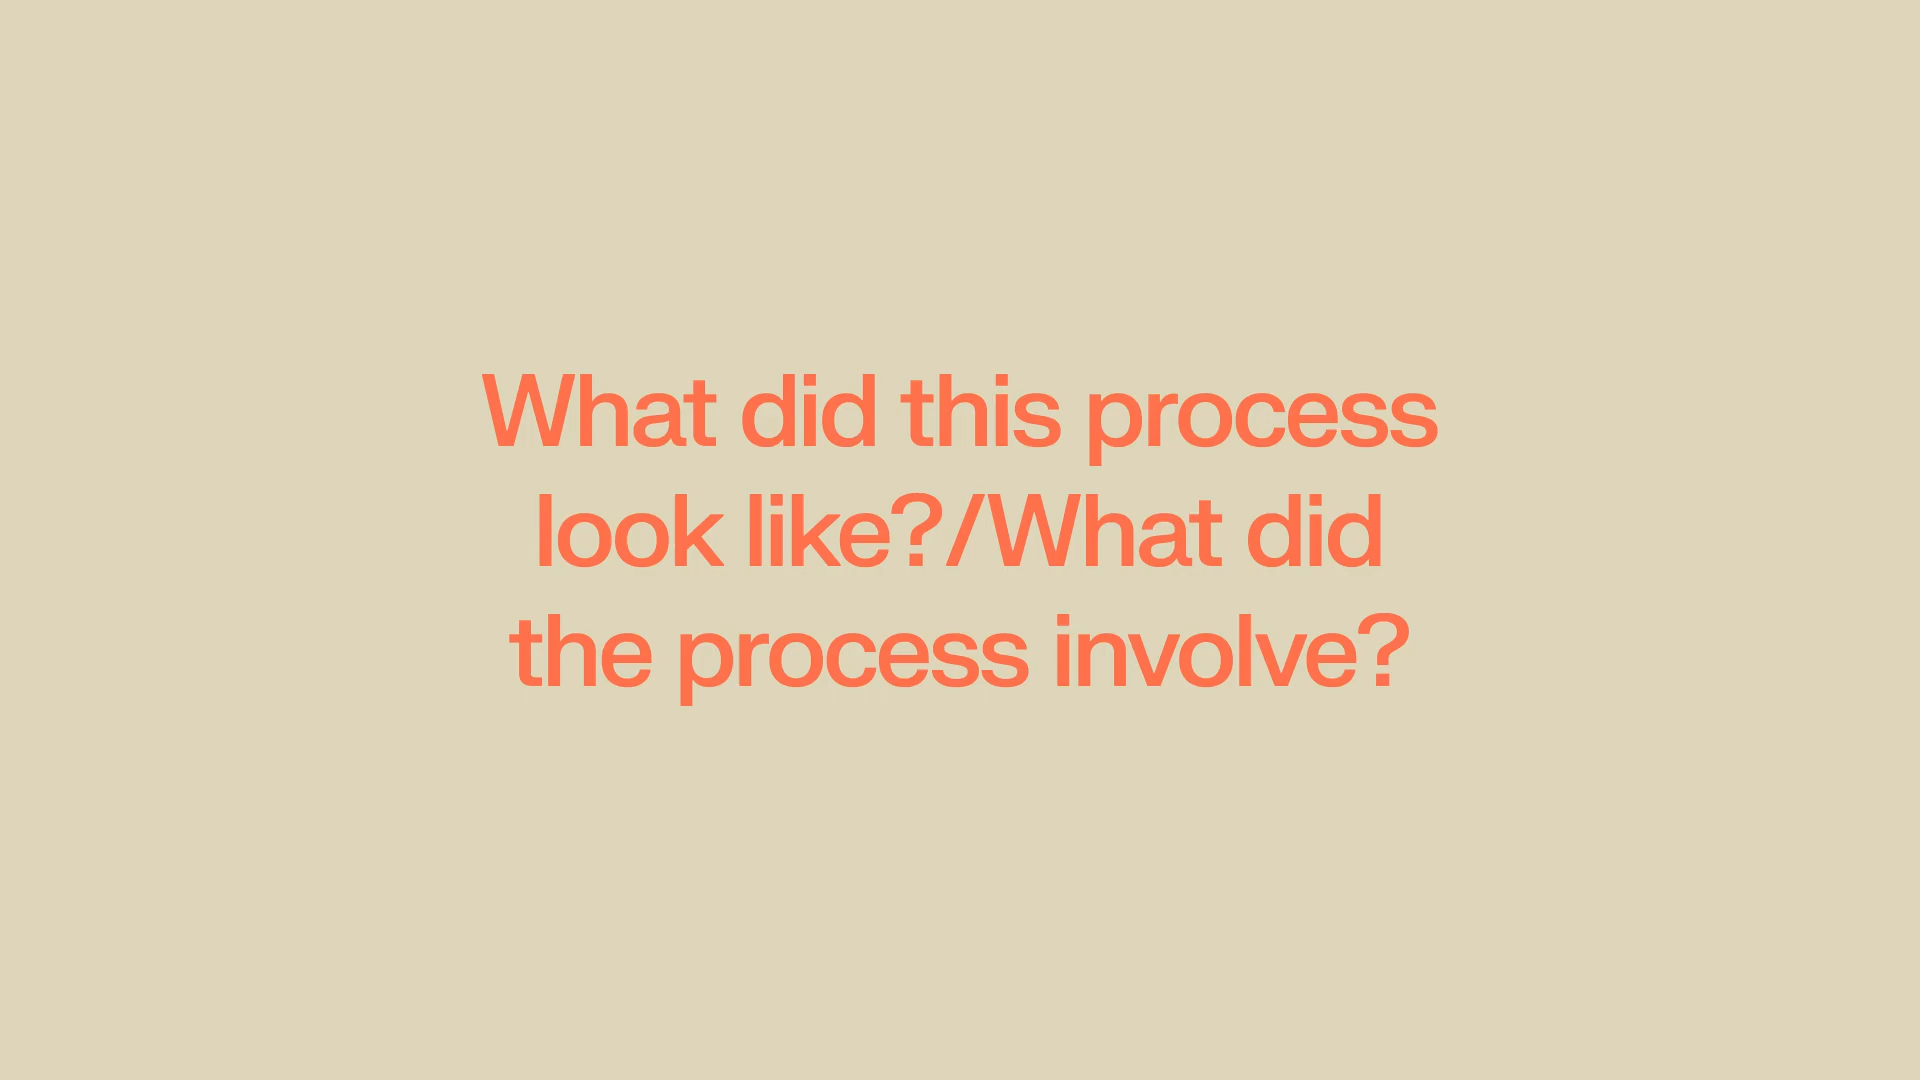 What did this process
look like?/What did
the process involve?